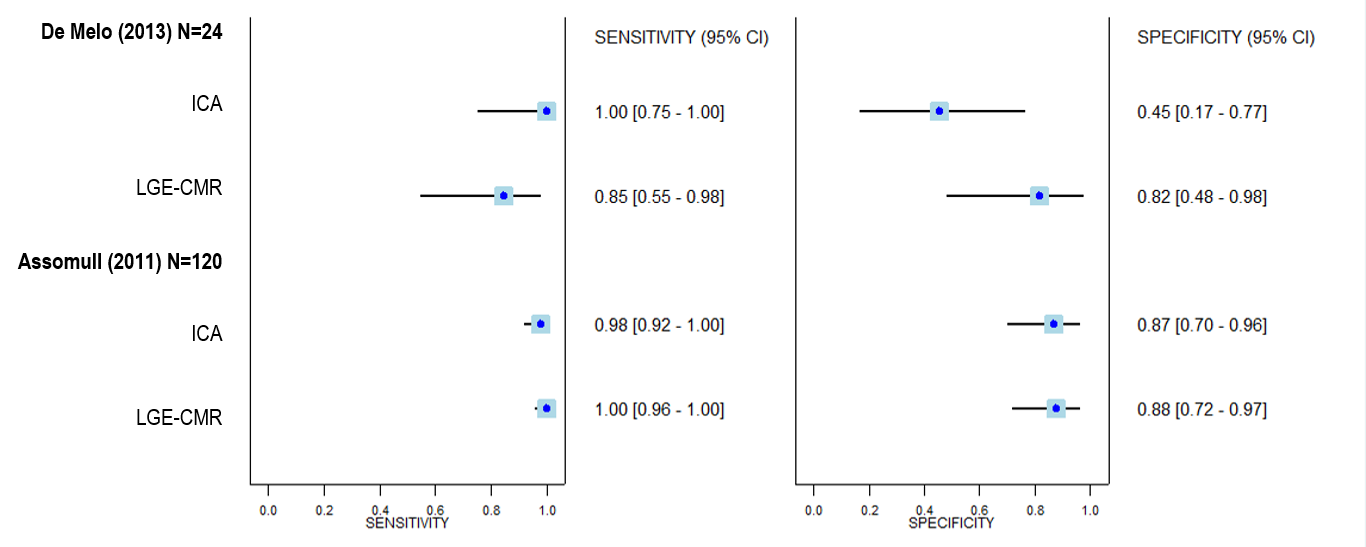 De Melo (2013) N=24
SENSITIVITY (95% CI)
SPECIFICITY (95% CI)
ICA
1.00 [0.75 - 1.00]
0.45 [0.17 - 0.77]
LGE-CMR
0.85 [0.55 - 0.98]
0.82 [0.48 - 0.98]
Assomull (2011) N=120
ICA
0.98 [0.92 - 1.00]
0.87 [0.70 - 0.96]
LGE-CMR
1.00 [0.96 - 1.00]
0.88 [0.72 - 0.97]
0.0 0.2 0.4 0.6 0.8 1.0
SENSITIVITY
0.0 0.2 0.4 0.6 0.8 1.0
SPECIFICITY